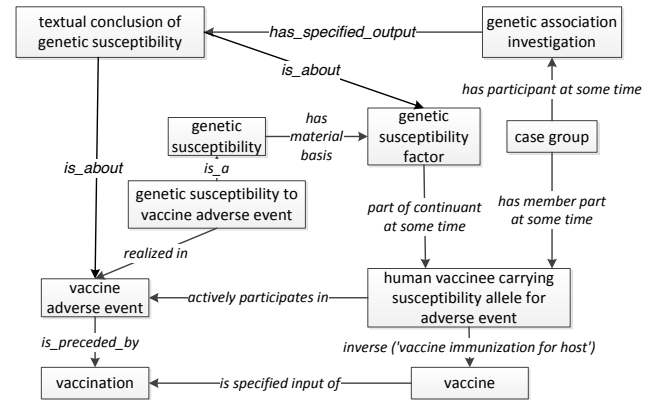 textual conclusion of
genetic susceptibility
has_specified_output
genetic association
investigation
is_about
has participant at some time
genetic
susceptibility
has
material
basis
genetic
susceptibility
factor
case group
is_about
is_a
genetic susceptibility to
vaccine adverse event
part of continuant
at some time
has member part
at some time
realized in
vaccine
adverse event
actively participates in
human vaccinee carrying
susceptibility allele for
adverse event
is_preceded_by
inverse ('vaccine immunization for host')
vaccination
is specified input of
vaccine